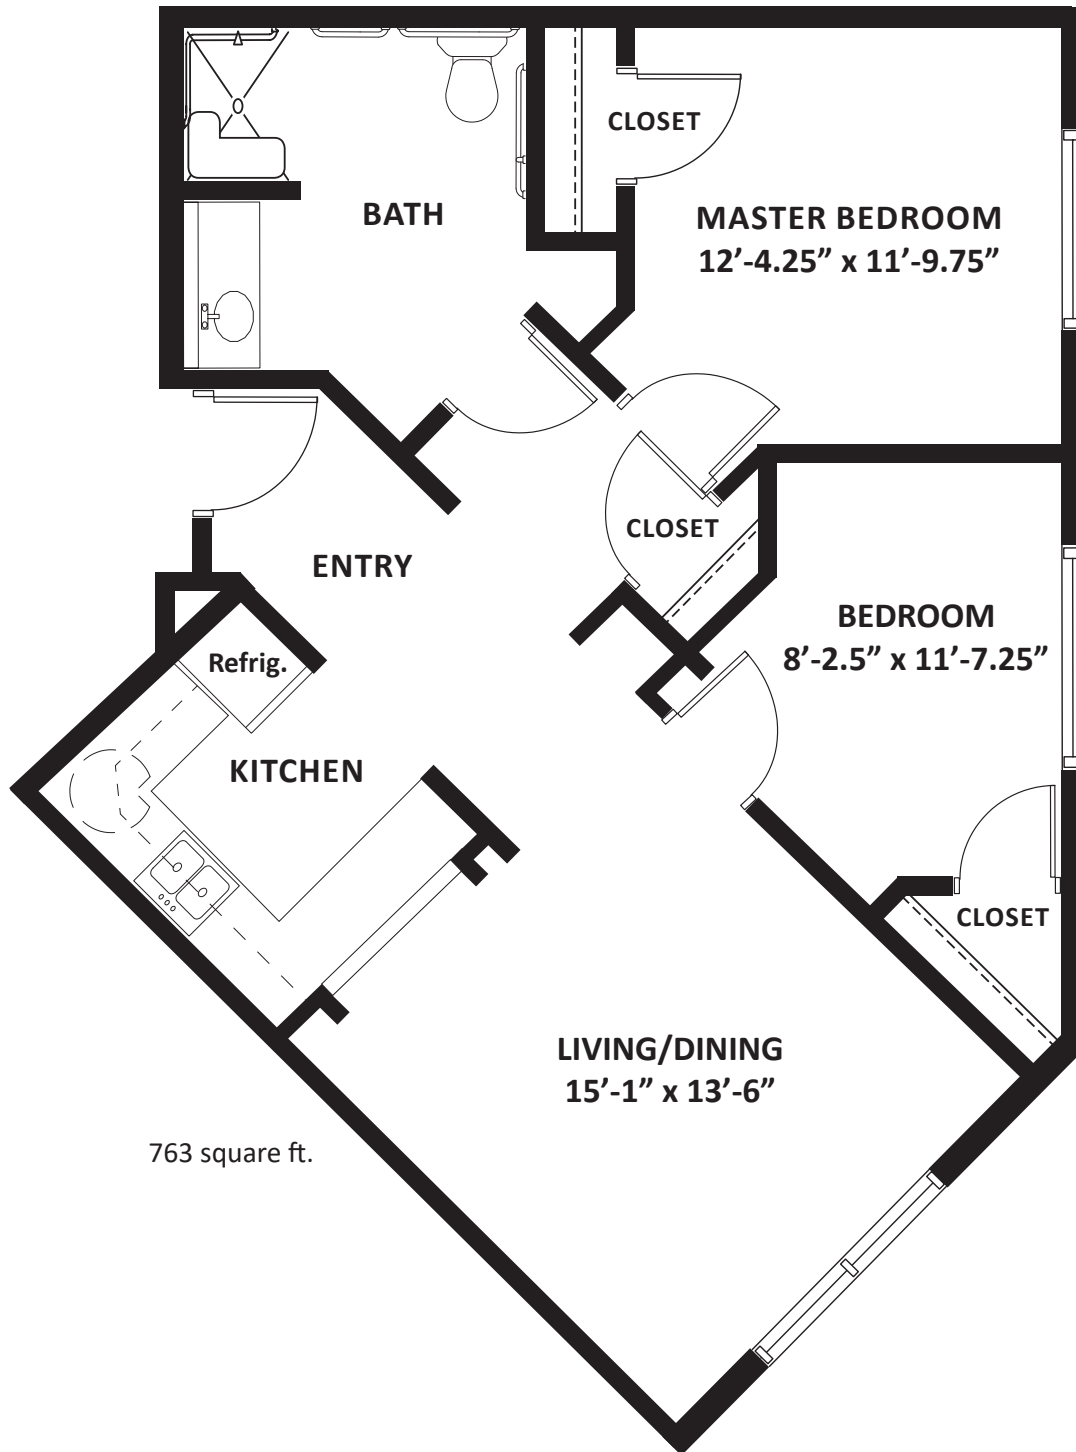 CLOSET
BATH
MASTER BEDROOM
12’-4.25” x 11’-9.75”
CLOSET
ENTRY
BEDROOM
8’-2.5” x 11’-7.25”
Refrig.
KITCHEN
CLOSET
LIVING/DINING
15’-1” x 13’-6”
763 square ft.